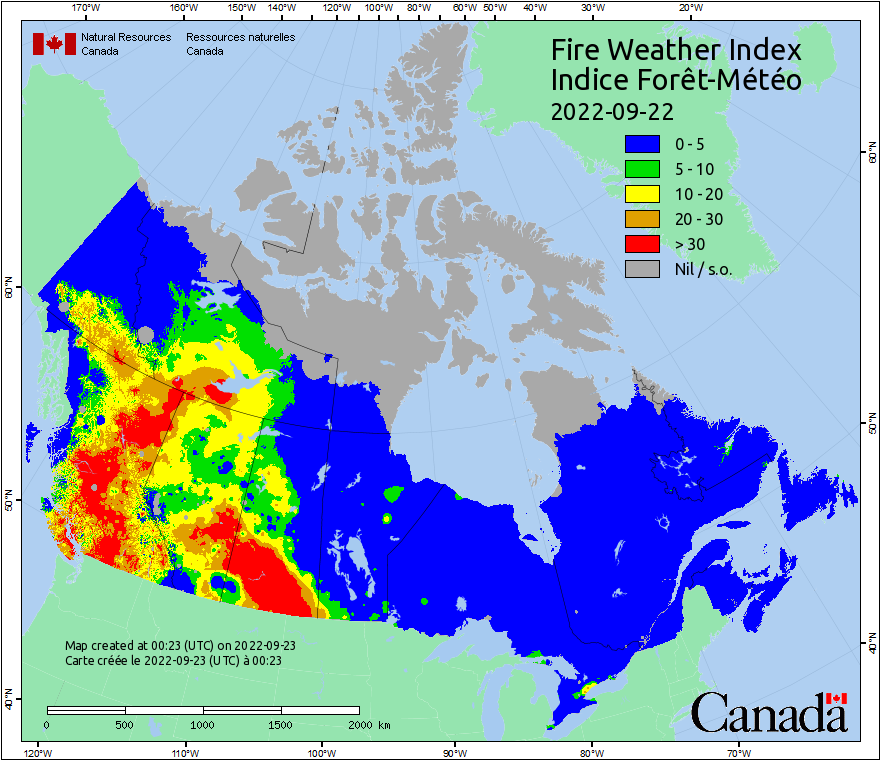 170°W 160°W 150°W 140°W 120°W 100°W 80°W 60°W 50°W 40°W 30°W 20°W
Natural Resources Ressources naturelles
Canada Canada
Fire Weather Index
Indice Forêt-Météo
2022-09-22
0 - 5
5 - 10
10 - 20
20 - 30
> 30
Nil / s.o.
60°N
60°N
50°N
50°N
40°N
40°N
Map created at 00:23 (UTC) on 2022-09-23
Carte créée le 2022-09-23 (UTC) à 00:23
0 500 1000 1500 2000 km
Canada
120°W 110°W 100°W 90°W 80°W 70°W